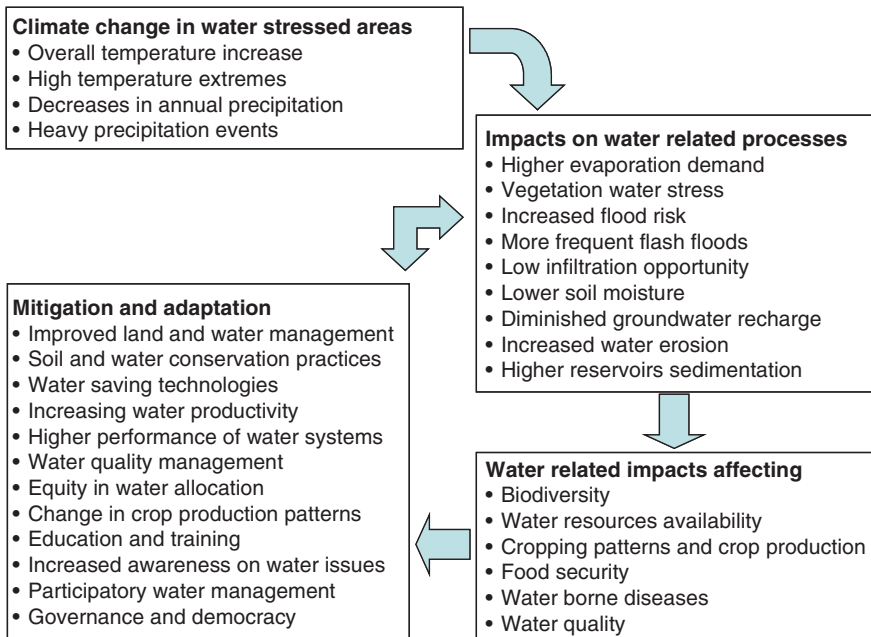 Climate change in water stressed areas
• Overall temperature increase
• High temperature extremes
• Decreases in annual precipitation
• Heavy precipitation events
Impacts on water related processes
• Higher evaporation demand
• Vegetation water stress
• Increased flood risk
• More frequent flash floods
• Low infiltration opportunity
• Lower soil moisture
• Diminished groundwater recharge
• Increased water erosion
• Higher reservoirs sedimentation
Water related impacts affecting
• Biodiversity
• Water resources availability
• Cropping patterns and crop production
• Food security
• Water borne diseases
• Water quality
Mitigation and adaptation
• Improved land and water management
• Soil and water conservation practices
• Water saving technologies
• Increasing water productivity
• Higher performance of water systems
• Water quality management
• Equity in water allocation
• Change in crop production patterns
• Education and training
• Increased awareness on water issues
• Participatory water management
• Governance and democracy